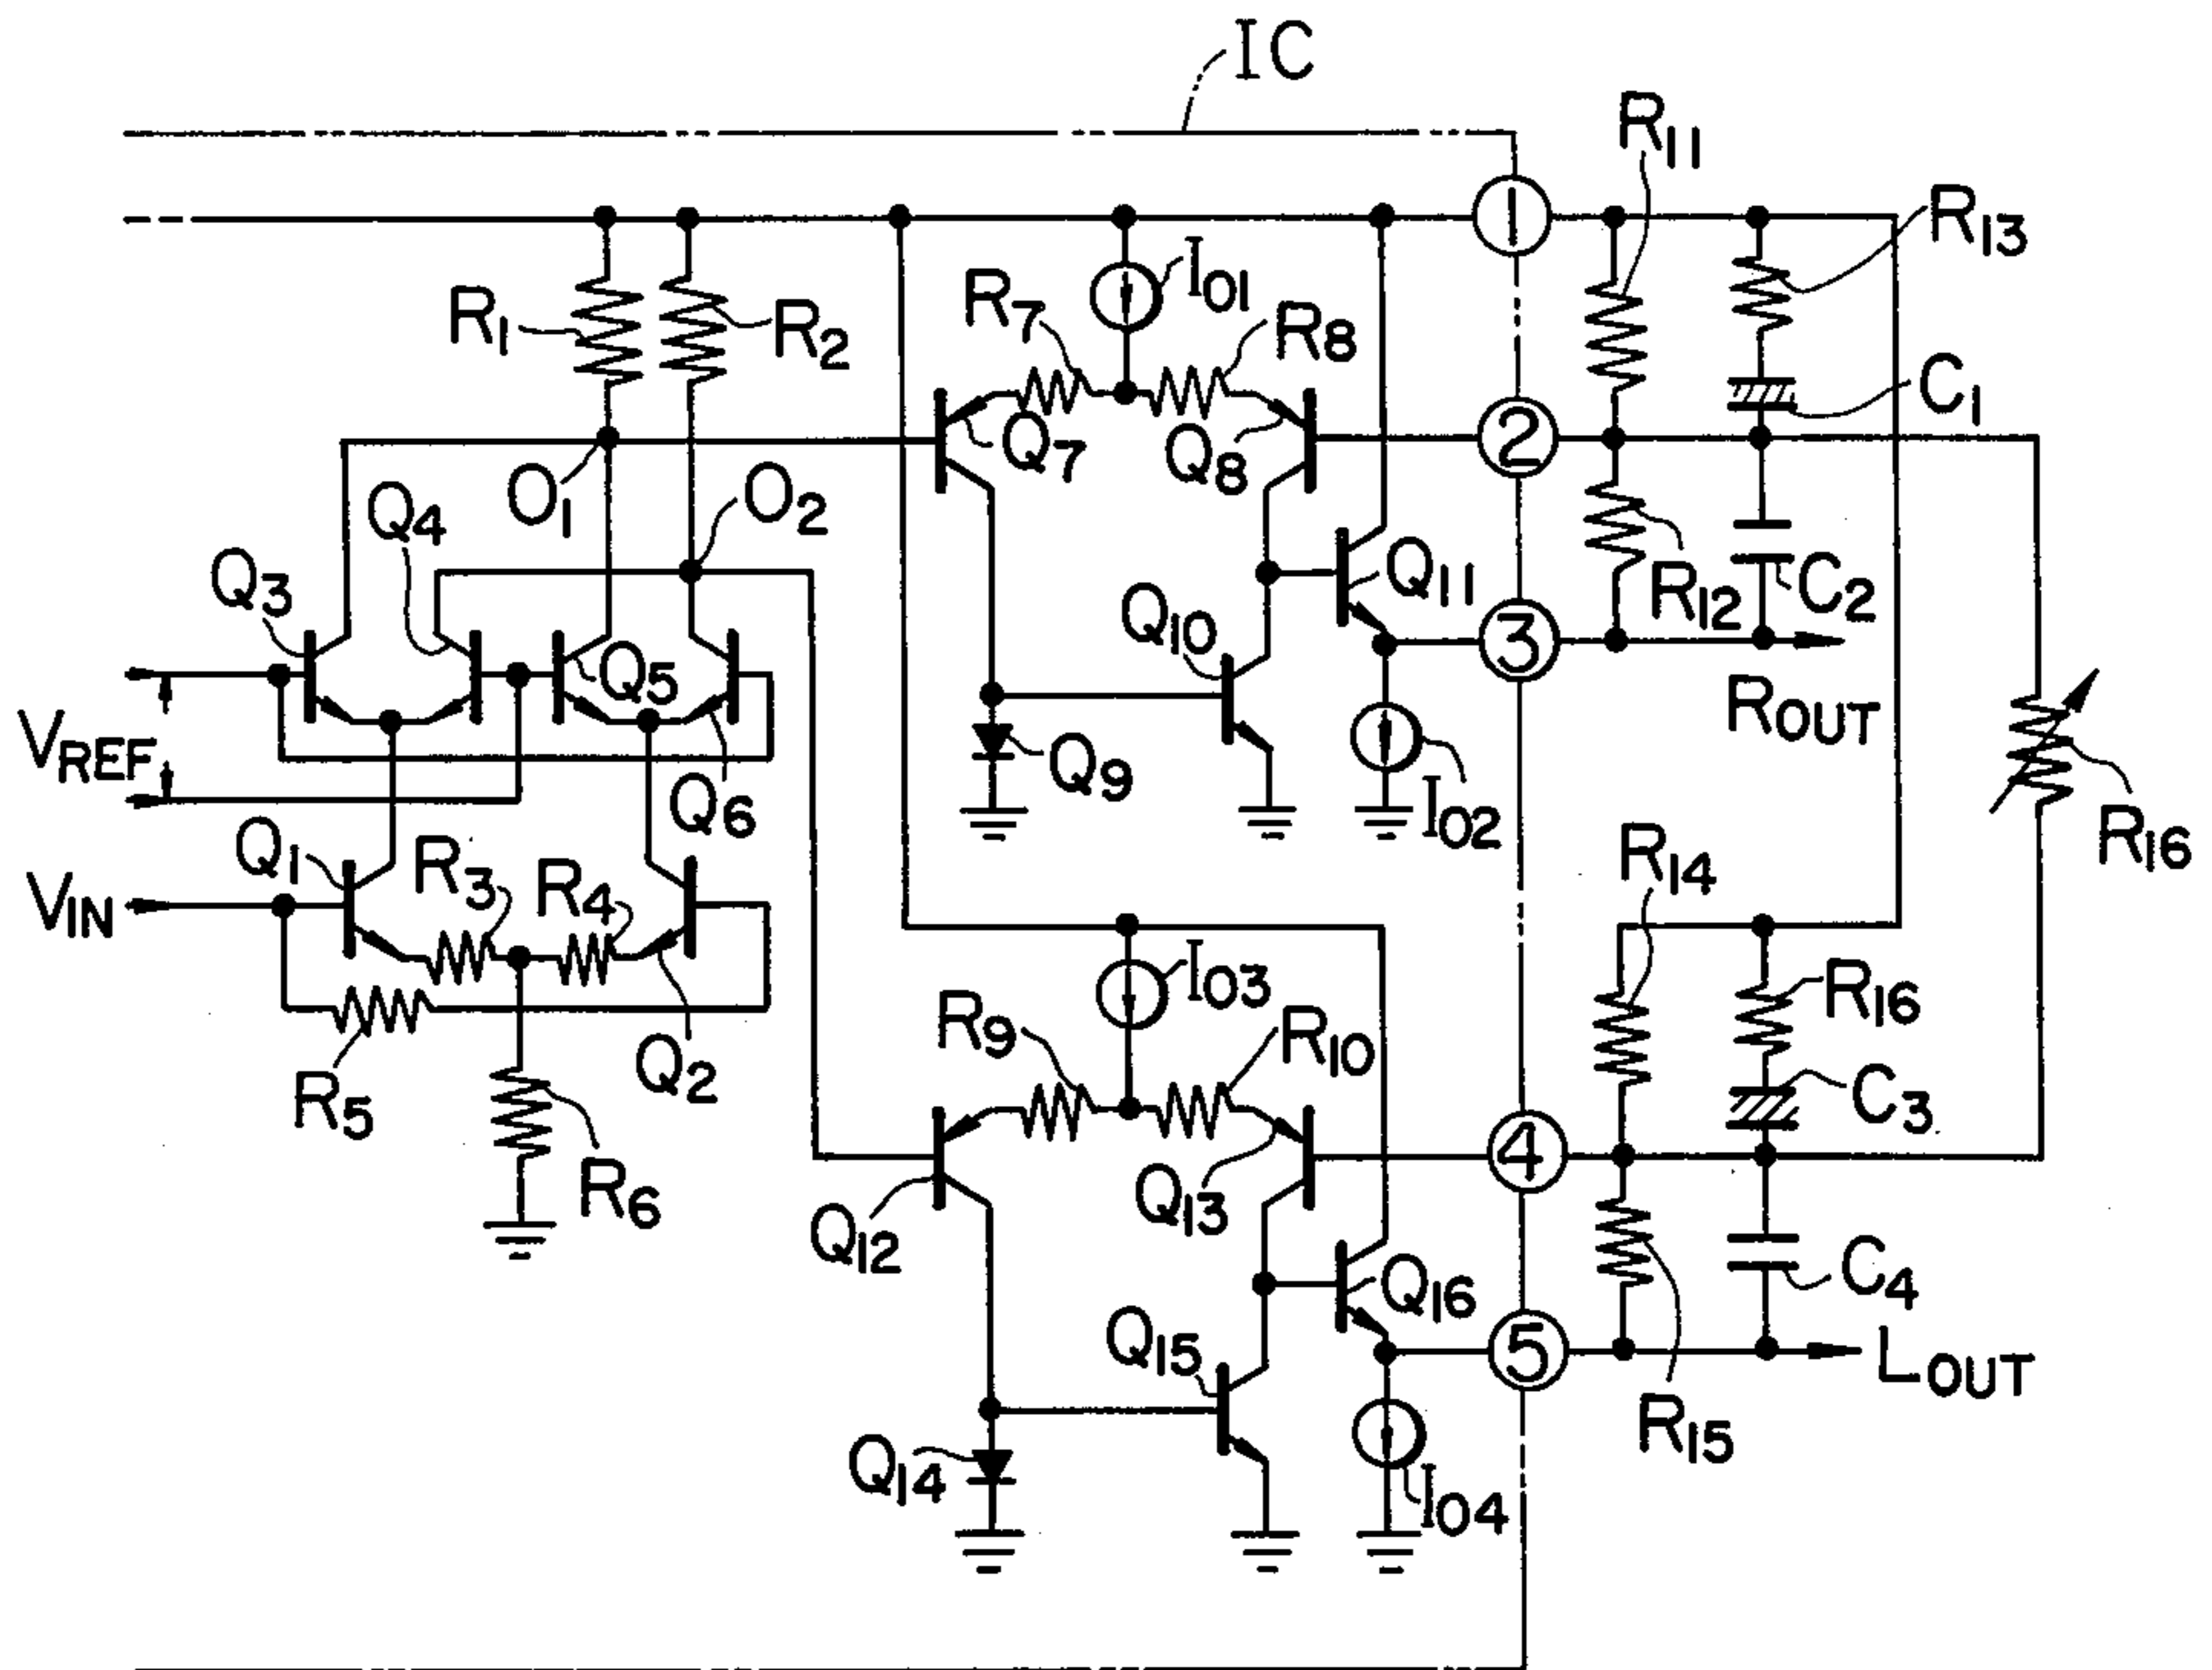 IC
R11
1
R13
I01
R7
R8
R1
R2
C1
Q7
Q8
2
O1
O2
Q4
Q3
Q11
R12
C2
Q10
3
Q5
ROUT
VREF
Q9
Q6
I02
R16
Q1
R3
R4
R14
VIN
I03
R16
R9
R10
C3
R5
Q2
4
R6
Q12
Q13
Q16
C4
Q15
5
LOUT
R15
Q14
I04